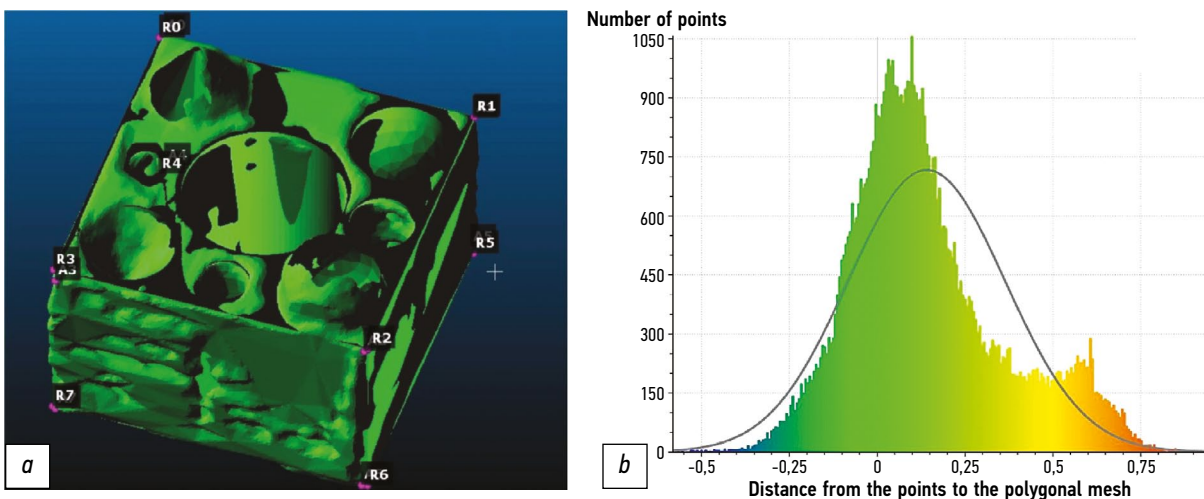 R0
R1
R4
R5
R3
A3
R2
R7
R6
a
Number of points
1050
900
750
600
450
300
150
0
-0,5 -0,25 0 0,25 0,5 0,75
Distance from the points to the polygonal mesh
b